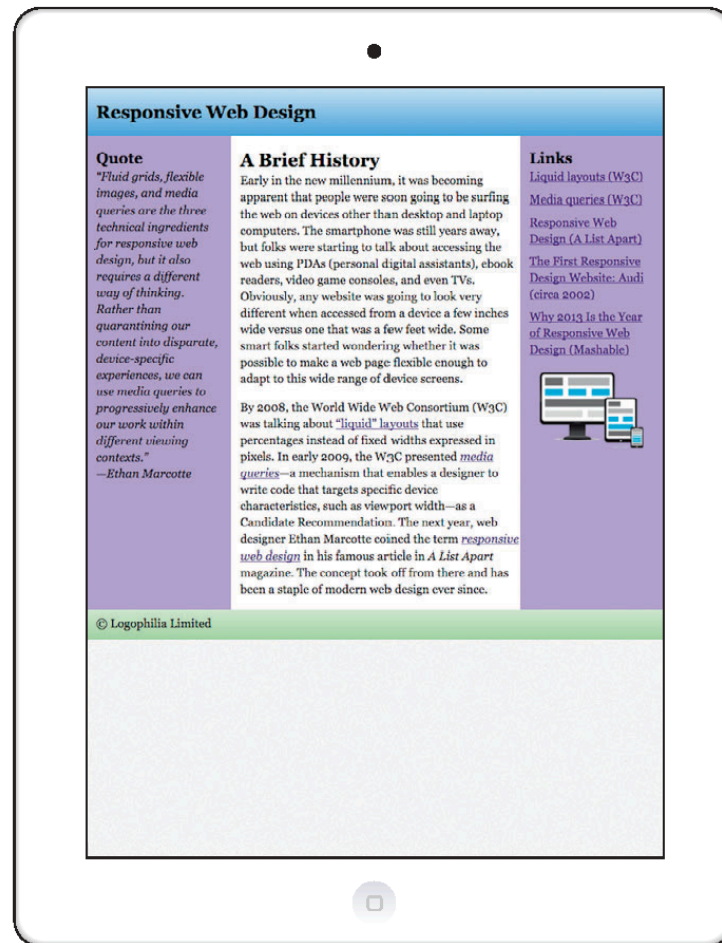 Responsive Web Design
Quote
“Fluid grids, flexible
images, and media
queries are the three
technical ingredients
for responsive web
design, but it also
requires a different
way of thinking.
Rather than
quarantining our
content into disparate,
device-specific
experiences, we can
use media queries to
progressively enhance
our work within
different viewing
contexts.”
—Ethan Marcotte
A Brief History
Early in the new millennium, it was becoming
apparent that people were soon going to be surfing
the web on devices other than desktop and laptop
computers. The smartphone was still years away,
but folks were starting to talk about accessing the
web using PDAs (personal digital assistants), ebook
readers, video game consoles, and even TVs.
Obviously, any website was going to look very
different when accessed from a device a few inches
wide versus one that was a few feet wide. Some
smart folks started wondering whether it was
possible to make a web page flexible enough to
adapt to this wide range of device screens.
By 2008, the World Wide Web Consortium (W3C)
was talking about “liquid” layouts that use
percentages instead of fixed widths expressed in
pixels. In early 2009, the W3C presented media
queries—a mechanism that enables a designer to
write code that targets specific device
characteristics, such as viewport width—as a
Candidate Recommendation. The next year, web
designer Ethan Marcotte coined the term responsive
web design in his famous article in A List Apart
magazine. The concept took off from there and has
been a staple of modern web design ever since.
Links
Liquid layouts (W3C)
Media queries (W3C)
Responsive Web
Design (A List Apart)
The First Responsive
Design Website: Audi
(circa 2002)
Why 2013 Is the Year
of Responsive Web
Design (Mashable)
© Logophilia Limited